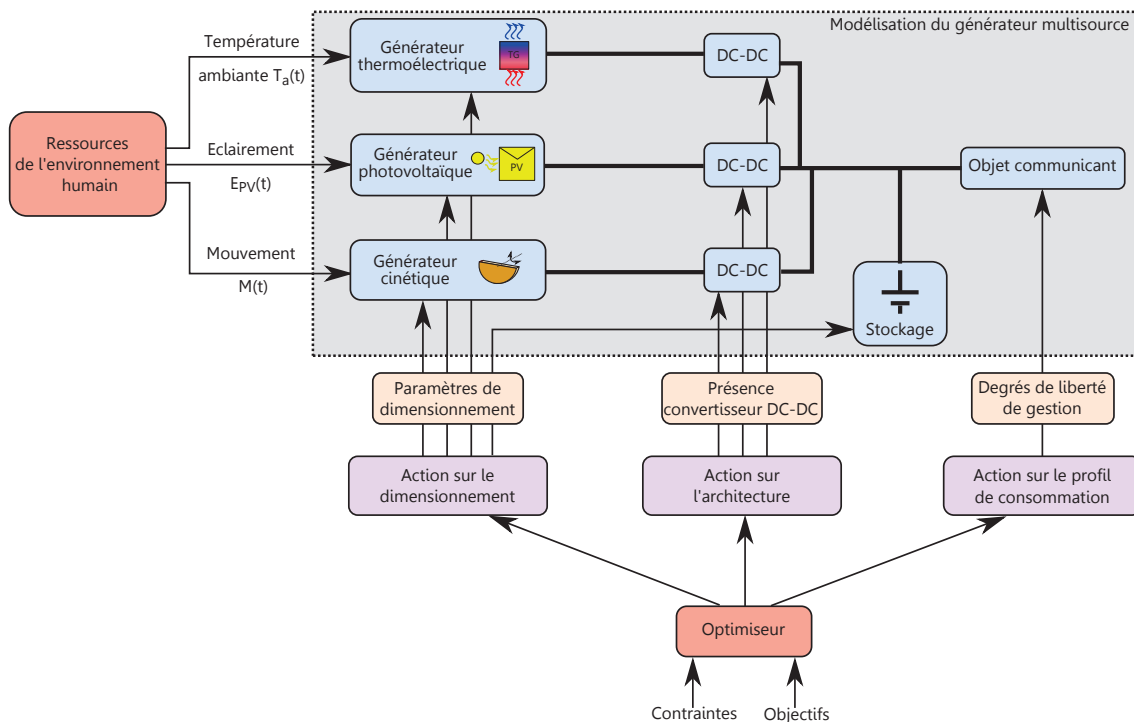 Modélisation du générateur multisource
Température
ambiante Ta(t)
Générateur
thermoélectrique
TG
DC-DC
Ressources
de l'environnement
humain
Eclairement
EPV(t)
Générateur
photovoltaïque
PV
DC-DC
Objet communicant
Mouvement
M(t)
Générateur
cinétique
DC-DC
Stockage
Paramètres de
dimensionnement
Présence
convertisseur DC-DC
Degrés de liberté
de gestion
Action sur le
dimensionnement
Action sur
l'architecture
Action sur le profil
de consommation
Optimiseur
Contraintes
Objectifs